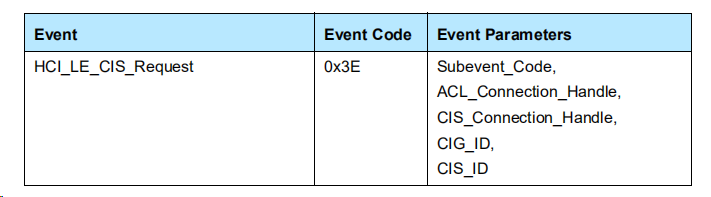 Event Event Code Event Parameters
HCI_LE_CIS_Request 0x3E Subevent_Code,
ACL_Connection_Handle,
CIS_Connection_Handle,
CIG_ID,
CIS_ID